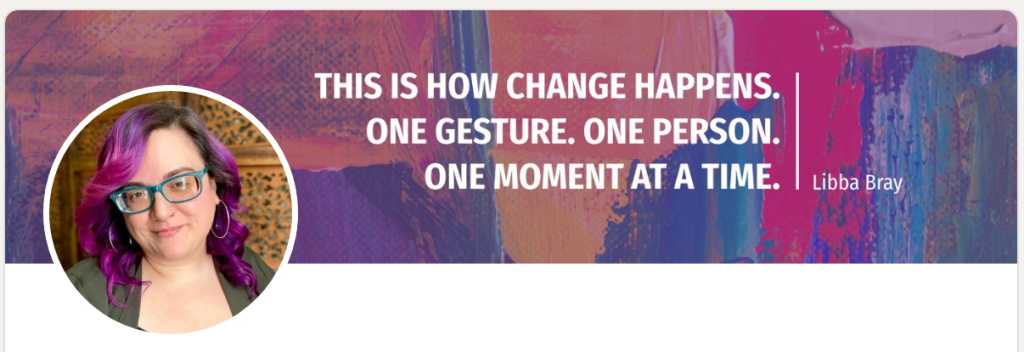 THIS IS HOW CHANGE HAPPENS.
ONE GESTURE. ONE PERSON.
ONE MOMENT AT A TIME.
Libba Bray